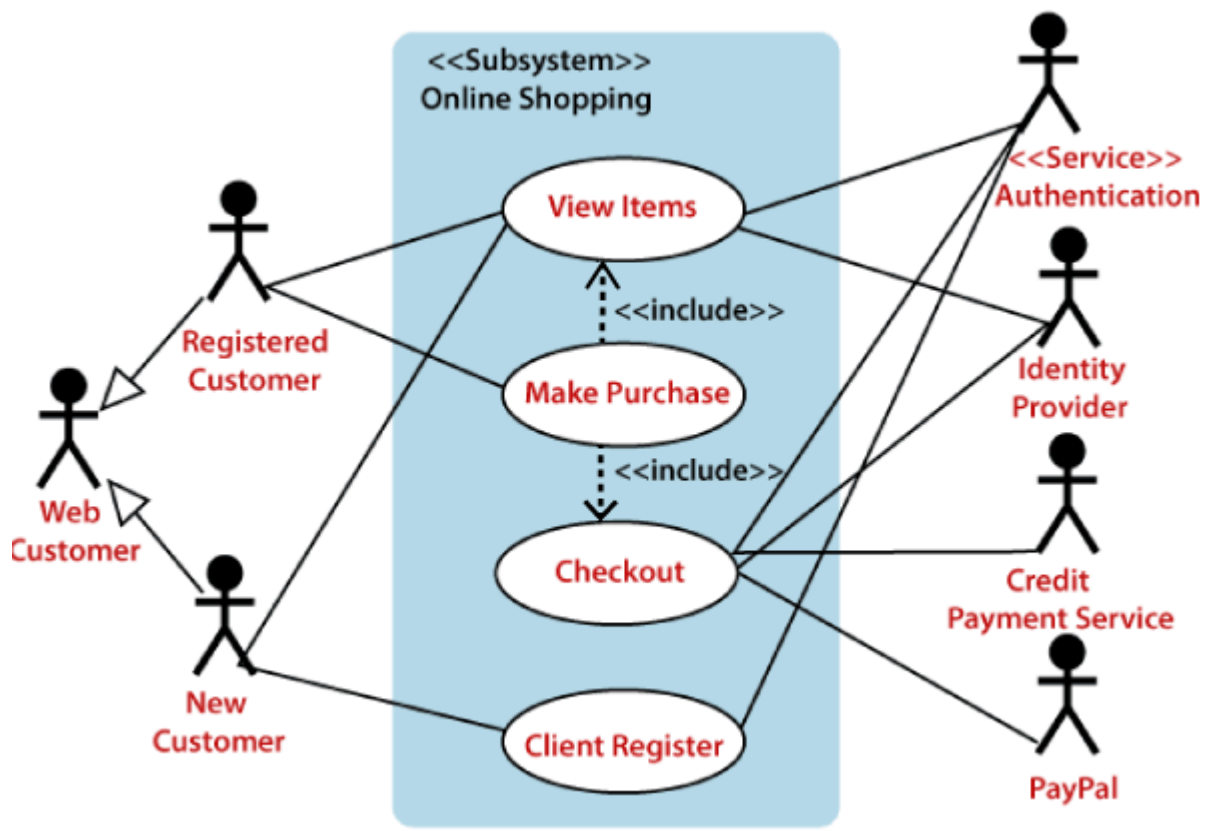 <<Subsystem>>
Online Shopping
View Items
<<include>>
Make Purchase
<<include>>
Checkout
Client Register
Registered
Customer
Web
Customer
New
Customer
<<Service>>
Authentication
Identity
Provider
Credit
Payment Service
PayPal